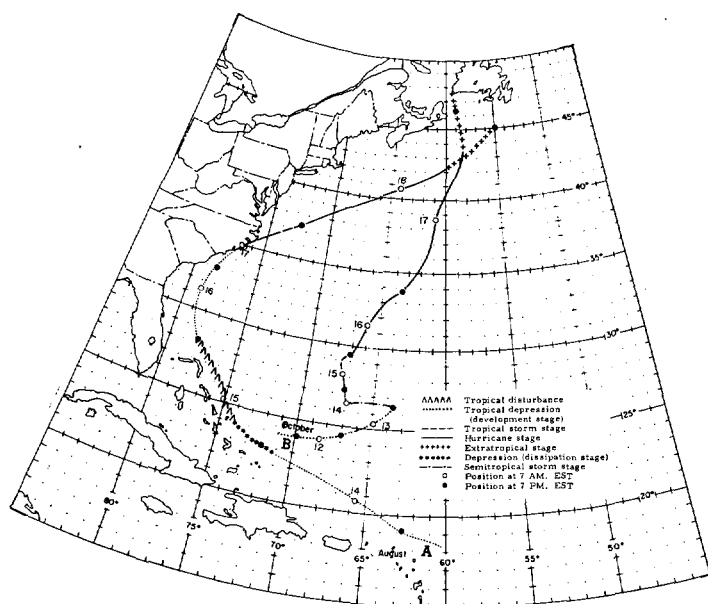 45°
18
40°
17
35°
16
16
30°
15
15
14
25°
October
13
B
12
Tropical disturbance
Tropical depression
(development stage)
Tropical storm stage
Hurricane stage
Extratropical stage
Depression (dissipation stage)
Semitropical storm stage
Position at 7 AM. EST
Position at 7 PM. EST
14
20°
80°
75°
70°
August
A
65°
60°
55°
50°